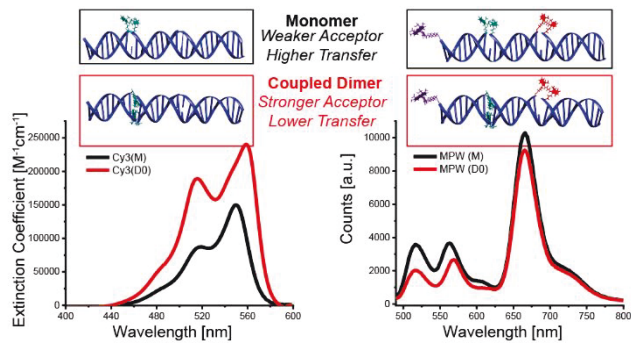 Monomer
Weaker Acceptor
Higher Transfer
Coupled Dimer
Stronger Acceptor
Lower Transfer
Extinction Coefficient [M⁻¹cm⁻¹]
250000
200000
150000
100000
50000
0
Cy3(M)
Cy3(D0)
400 440 480 520 560 600
Wavelength [nm]
Counts [a.u.]
10000
8000
6000
4000
2000
0
MPW (M)
MPW (D0)
500 550 600 650 700 750 800
Wavelength [nm]